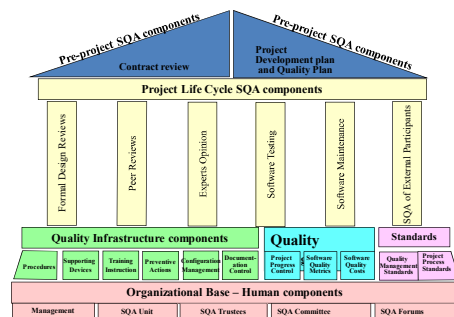 Pre-project SQA components
Pre-project SQA components
Contract review
Project
Development plan
and Quality Plan
Project Life Cycle SQA components
Formal Design Reviews
Peer Reviews
Experts Opinion
Software Testing
Software Maintenance
SQA of External Participants
Quality Infrastructure components
Quality
Standards
Procedures
Supporting
Devices
Training
Instruction
Preventive
Actions
Configuration
Management
Document-
ation
Control
Project
Progress
Control
Software
Quality
Metrics
Software
Quality
Costs
Quality
Management
Standards
Project
Process
Standards
Organizational Base – Human components
Management
SQA Unit
SQA Trustees
SQA Committee
SQA Forums